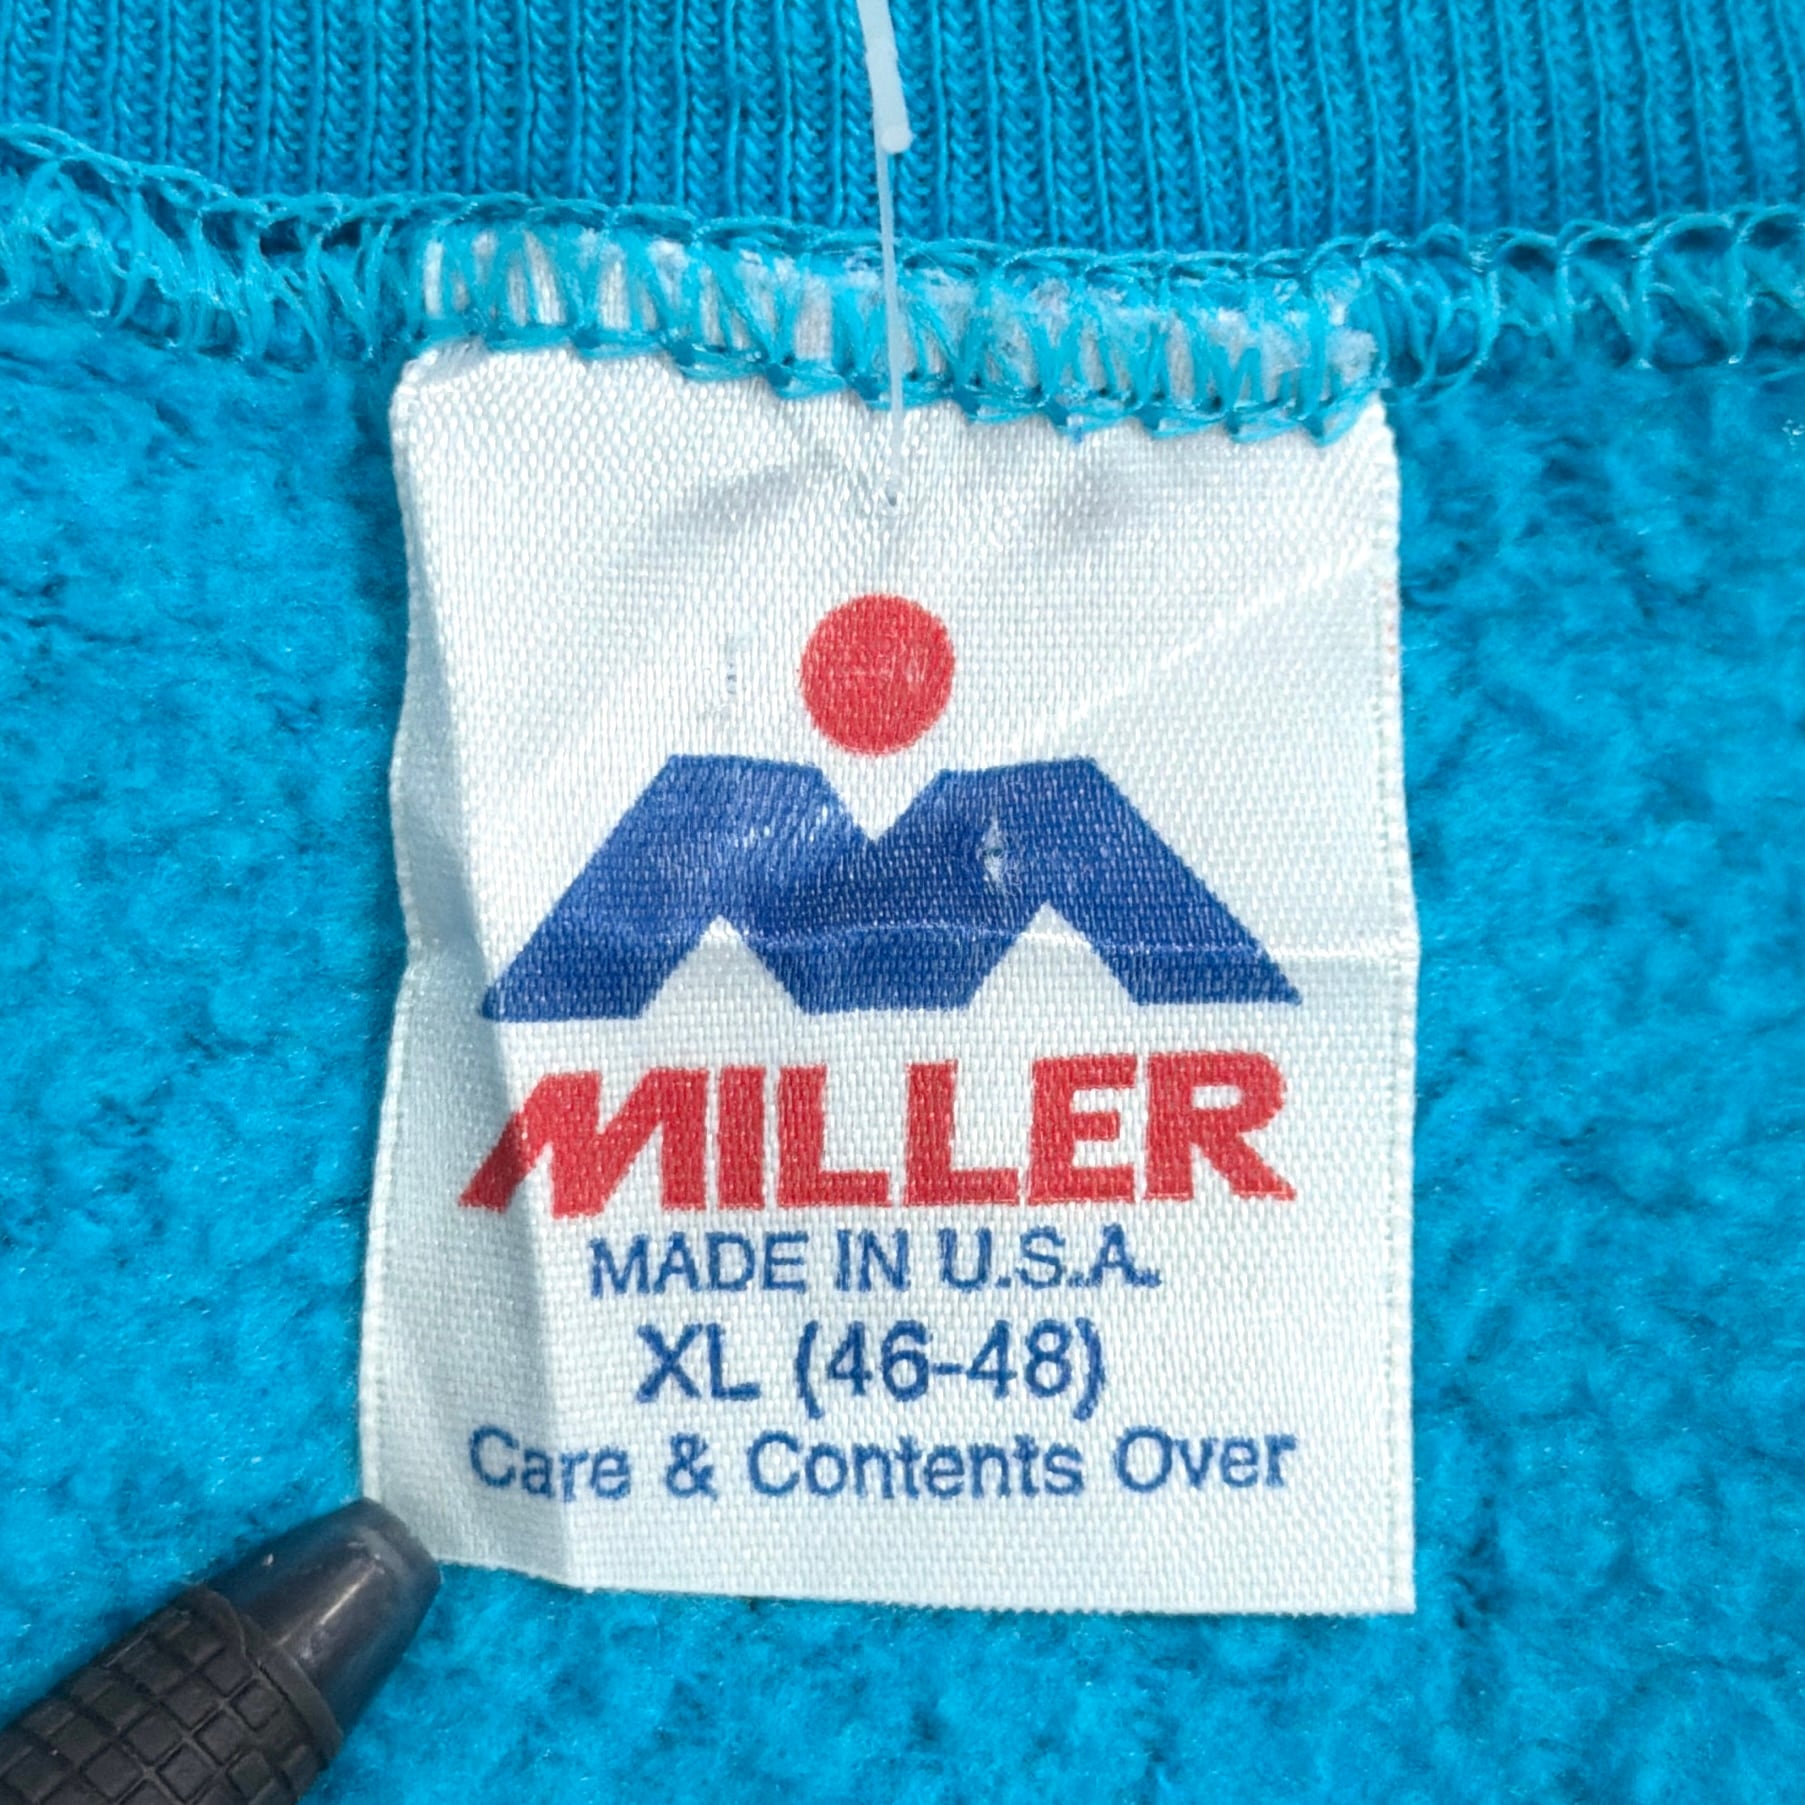 MILLER
MADE IN U.S.A.
XL (46-48)
Care & Contents Over